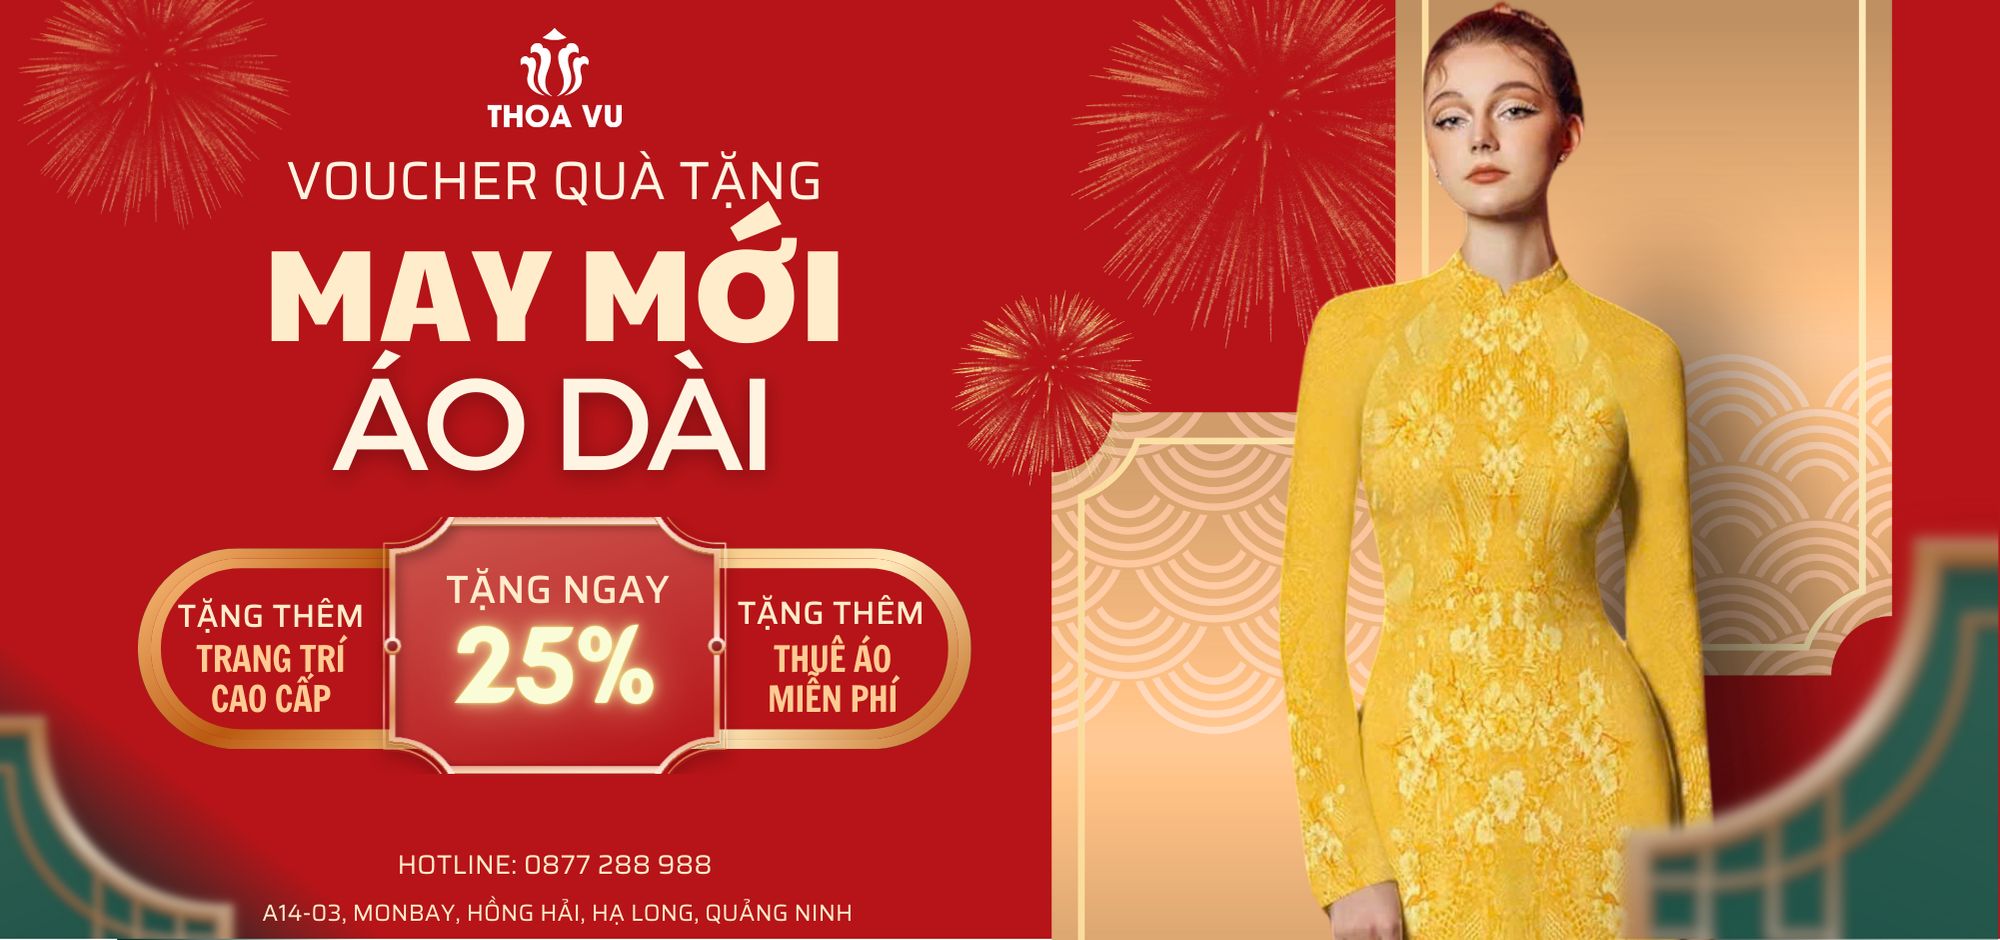 THOA VU
VOUCHER QUÀ TẶNG
MAY MỚI
ÁO DÀI
TẶNG THÊM
TRANG TRÍ
CAO CẤP
TẶNG NGAY
25%
TẶNG THÊM
THUÊ ÁO
MIỄN PHÍ
HOTLINE: 0877 288 988
A14-03, MONBAY, HỒNG HẢI, HẠ LONG, QUẢNG NINH